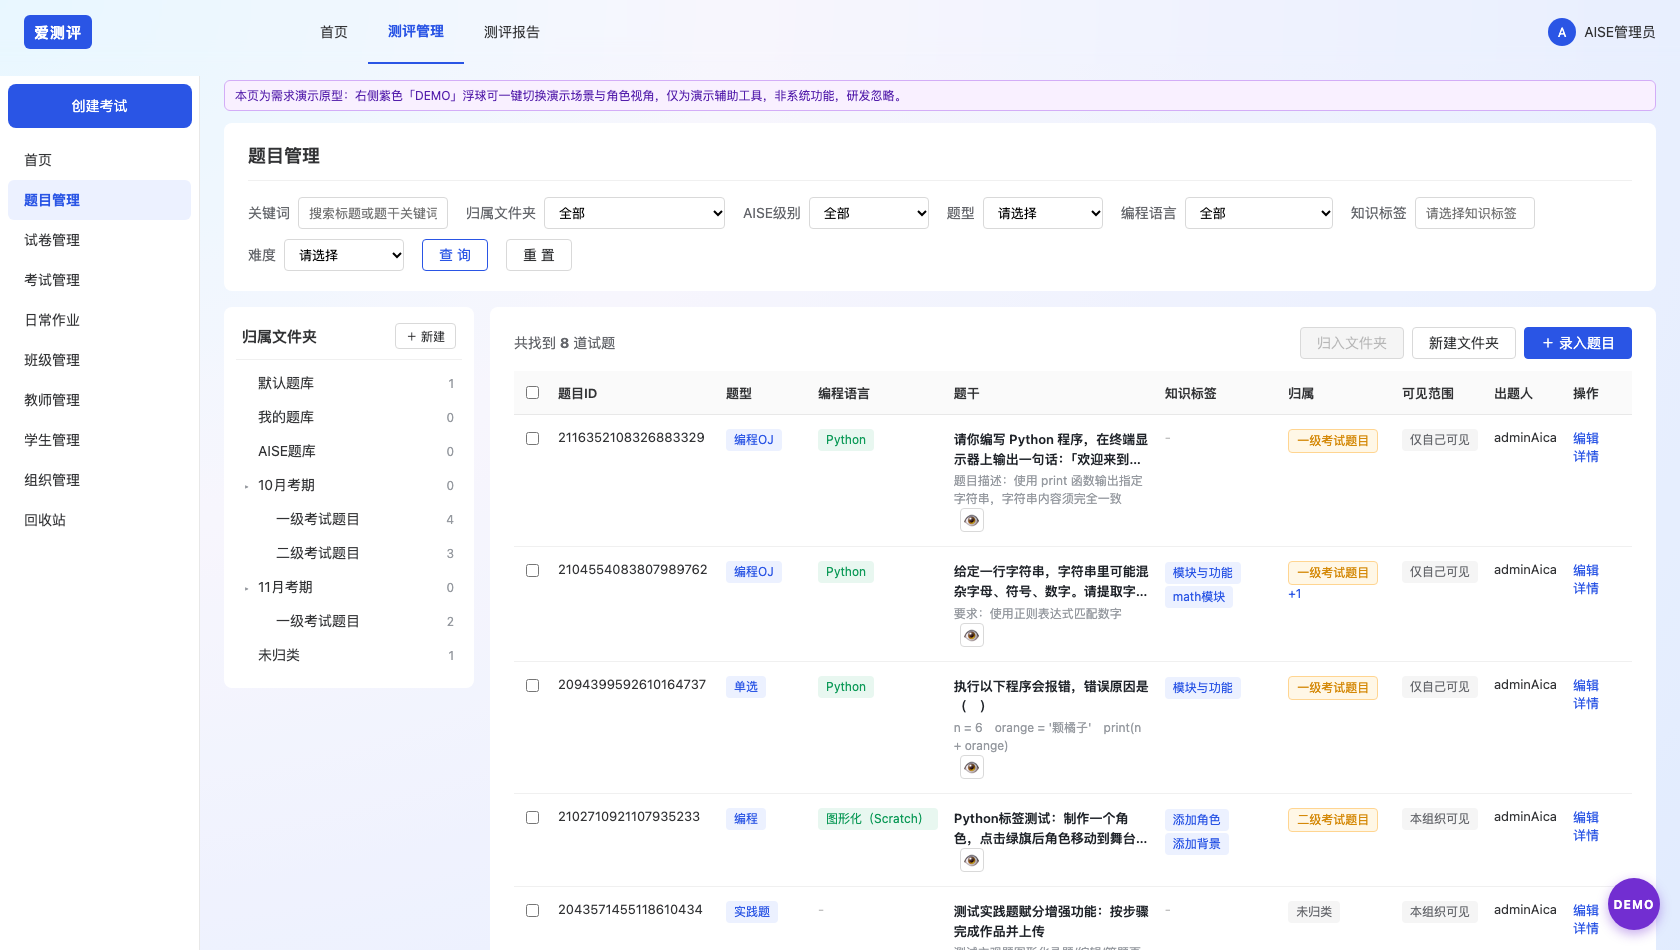 爱测评
首页 测评管理 测评报告
A AISE管理员
创建考试
首页
题目管理
试卷管理
考试管理
日常作业
班级管理
教师管理
学生管理
组织管理
回收站
本页为需求演示原型：右侧紫色「DEMO」浮球可一键切换演示场景与角色视角，仅为演示辅助工具，非系统功能，研发忽略。
题目管理
关键词 搜索标题或题干关键词 归属文件夹 全部 AISE级别 全部 题型 请选择 编程语言 全部 知识标签 请选择知识标签
难度 请选择 查 询 重 置
归属文件夹 + 新建
默认题库 1
我的题库 0
AISE题库 0
10月考期 0
一级考试题目 4
二级考试题目 3
11月考期 0
一级考试题目 2
未归类 1
共找到 8 道试题 归入文件夹 新建文件夹 + 录入题目
题目ID 题型 编程语言 题干 知识标签 归属 可见范围 出题人 操作
2116352108326883329 编程OJ Python 请你编写 Python 程序，在终端显 - 一级考试题目 仅自己可见 adminAica 编辑
示器上输出一句话：「欢迎来到... 详情
题目描述：使用 print 函数输出指定
字符串，字符串内容须完全一致
2104554083807989762 编程OJ Python 给定一行字符串，字符串里可能混 模块与功能 一级考试题目 仅自己可见 adminAica 编辑
杂字母、符号、数字。请提取字... math模块 +1 详情
要求：使用正则表达式匹配数字
2094399592610164737 单选 Python 执行以下程序会报错，错误原因是 模块与功能 一级考试题目 仅自己可见 adminAica 编辑
（ ） 详情
n = 6 orange = '颗橘子' print(n
+ orange)
2102710921107935233 编程 图形化（Scratch） Python标签测试：制作一个角 添加角色 二级考试题目 本组织可见 adminAica 编辑
色，点击绿旗后角色移动到舞台... 添加背景 详情
2043571455118610434 实践题 - 测试实践题赋分增强功能：按步骤 - 未归类 本组织可见 adminAica 编辑
完成作品并上传 详情
DEMO